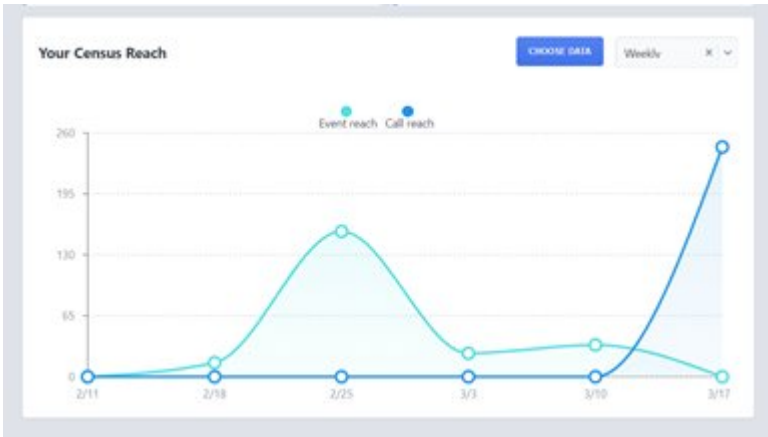 Your Census Reach
CHOOSE DATA
Weekly
Event reach Call reach
260
195
130
65
0
2/11 2/18 2/25 3/3 3/10 3/17